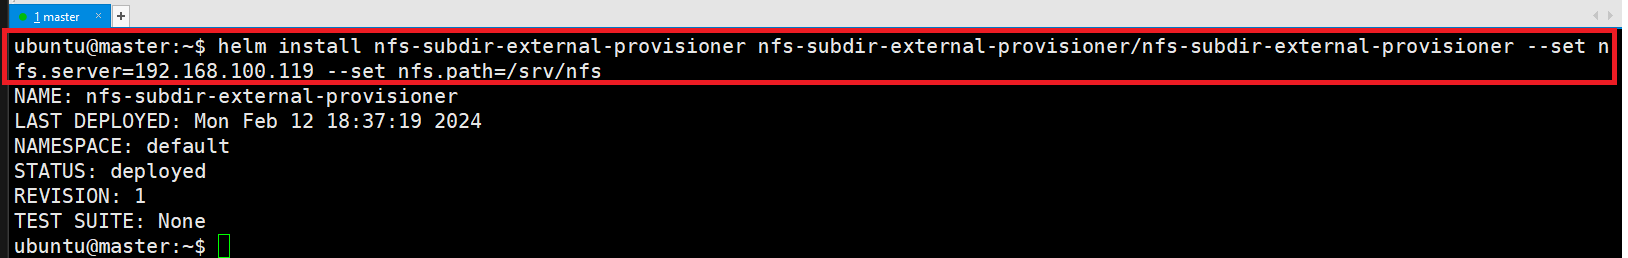 1 master × +
ubuntu@master:~$ helm install nfs-subdir-external-provisioner nfs-subdir-external-provisioner/nfs-subdir-external-provisioner --set n
fs.server=192.168.100.119 --set nfs.path=/srv/nfs
NAME: nfs-subdir-external-provisioner
LAST DEPLOYED: Mon Feb 12 18:37:19 2024
NAMESPACE: default
STATUS: deployed
REVISION: 1
TEST SUITE: None
ubuntu@master:~$